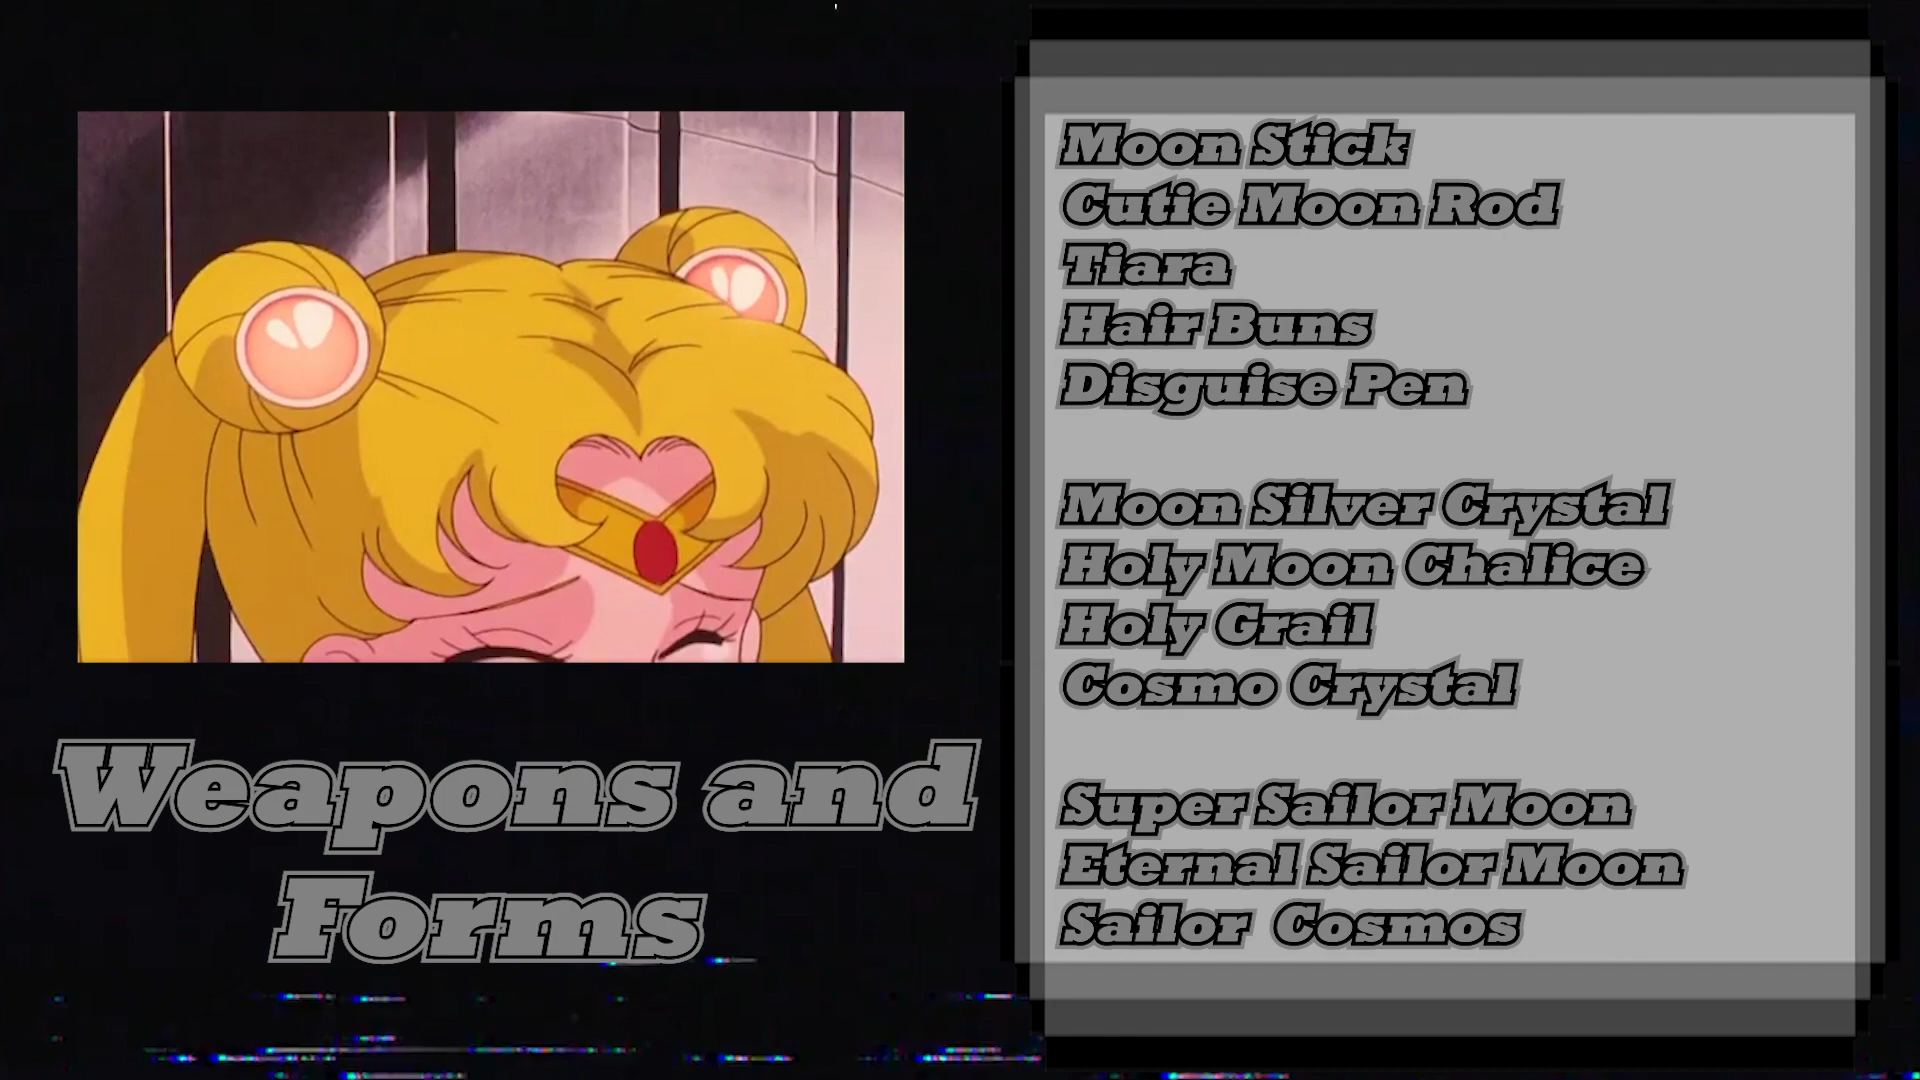 Weapons and
Forms
Moon Stick
Cutie Moon Rod
Tiara
Hair Buns
Disguise Pen
Moon Silver Crystal
Holy Moon Chalice
Holy Grail
Cosmo Crystal
Super Sailor Moon
Eternal Sailor Moon
Sailor Cosmos